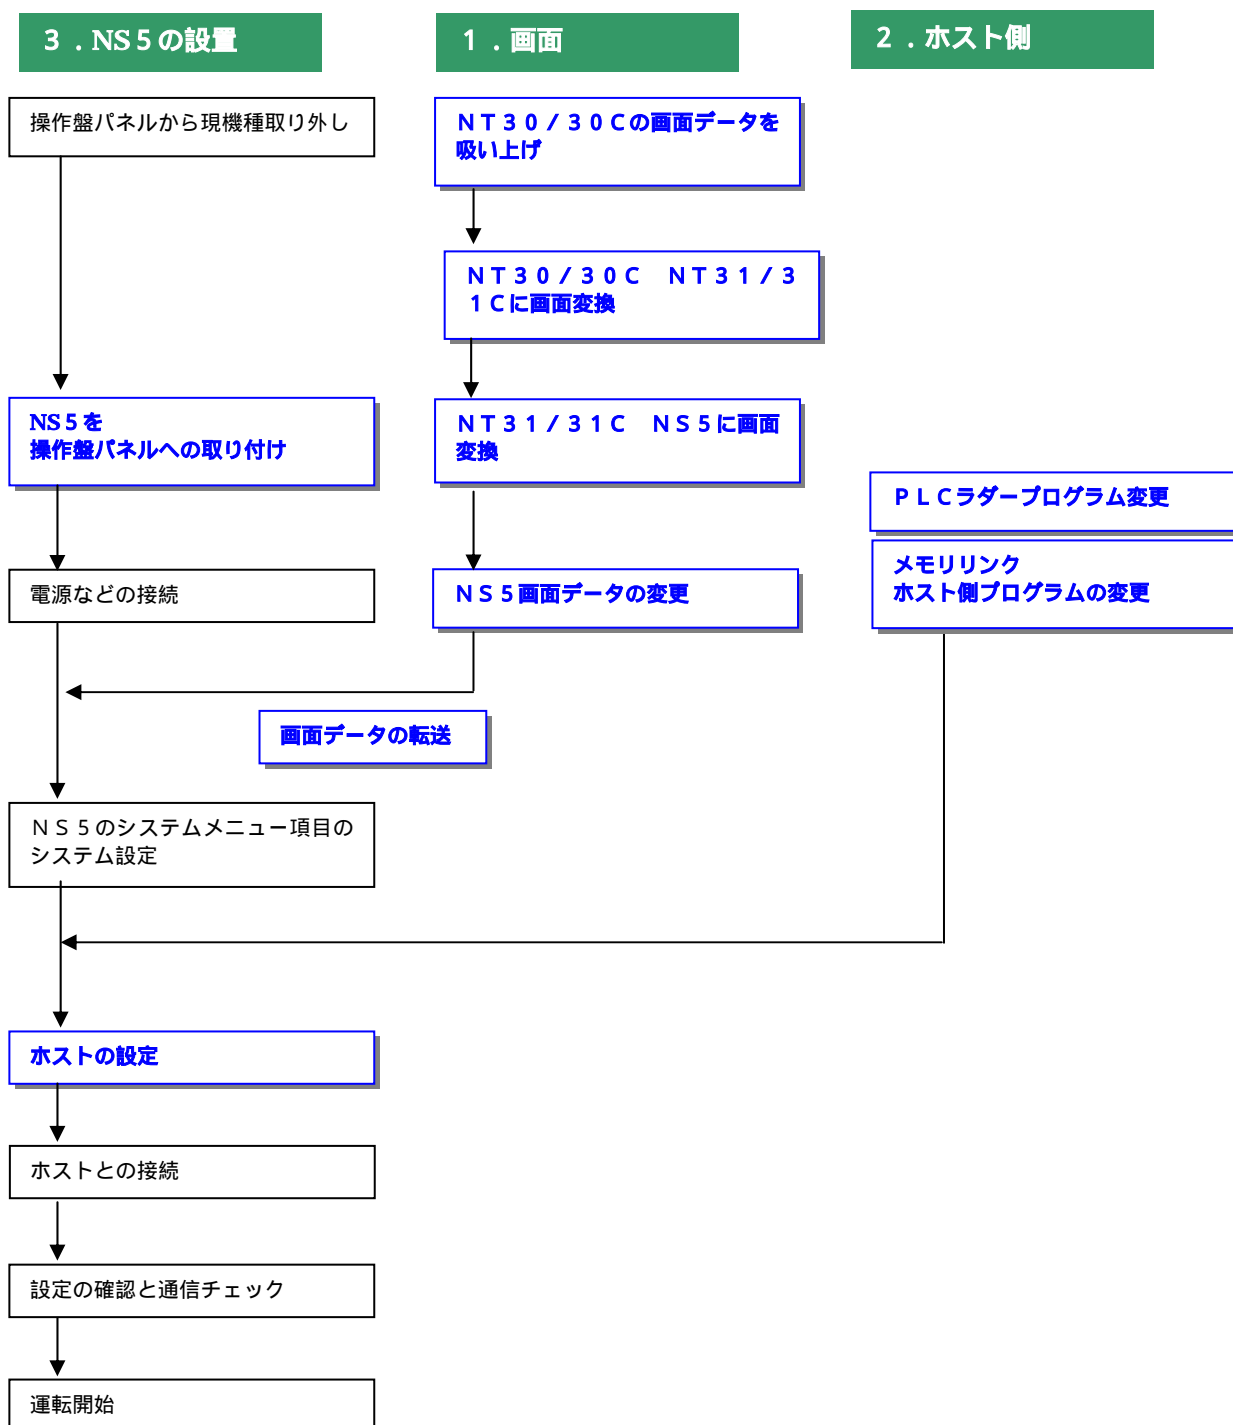 ３．NS５の設置
１．画面
２．ホスト側
操作盤パネルから現機種取り外し
ＮＴ３０／３０Ｃの画面データを
吸い上げ
ＮＴ３０／３０Ｃ　ＮＴ３１／３
１Ｃに画面変換
NS５を
操作盤パネルへの取り付け
ＮＴ３１／３１Ｃ　ＮＳ５に画面
変換
ＰＬＣラダープログラム変更
メモリリンク
ホスト側プログラムの変更
電源などの接続
ＮＳ５画面データの変更
画面データの転送
ＮＳ５のシステムメニュー項目の
システム設定
ホストの設定
ホストとの接続
設定の確認と通信チェック
運転開始